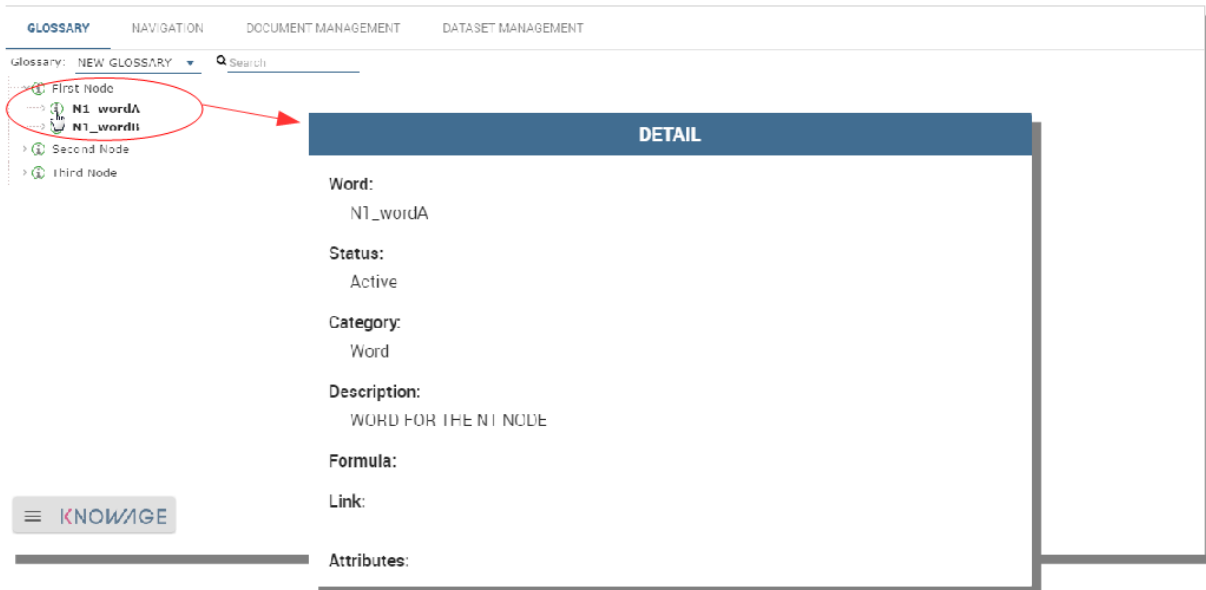 GLOSSARY NAVIGATION DOCUMENT MANAGEMENT DATASET MANAGEMENT
Glossary: NEW GLOSSARY Search
First Node
N1_wordA
N1_wordB
Second Node
Third Node
DETAIL
Word:
N1_wordA
Status:
Active
Category:
Word
Description:
WORD FOR THE N1 NODE
Formula:
Link:
Attributes:
KNOWAGE